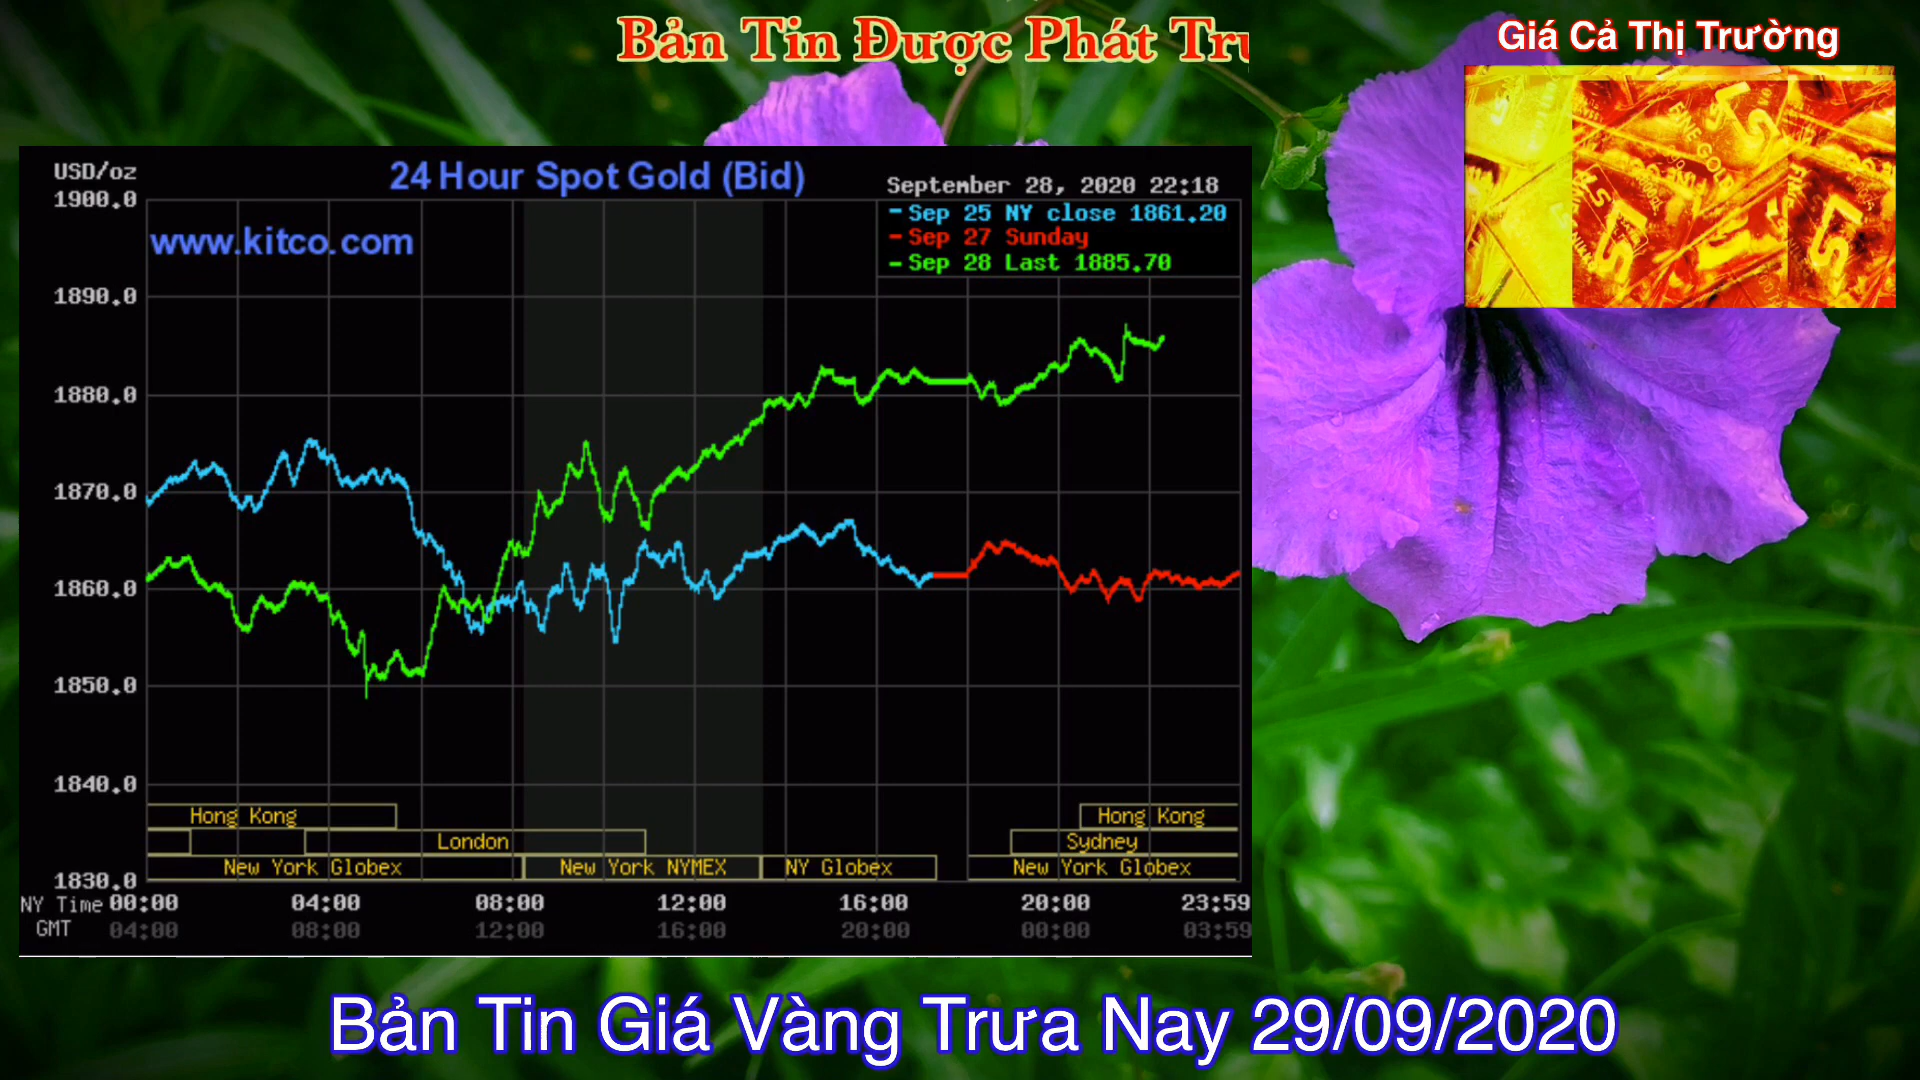 Bản Tin Được Phát Trư
Giá Cả Thị Trường
FINE GOLD
USD/oz
24 Hour Spot Gold (Bid)
September 28, 2020 22:18
Sep 25 NY close 1861.20
Sep 27 Sunday
Sep 28 Last 1885.70
www.kitco.com
1900.0
1890.0
1880.0
1870.0
1860.0
1850.0
1840.0
1830.0
Hong Kong
Hong Kong
London
Sydney
New York Globex
New York NYMEX
NY Globex
New York Globex
NY Time 00:00 04:00 08:00 12:00 16:00 20:00 23:59
GMT 04:00 08:00 12:00 16:00 20:00 00:00 03:59
Bản Tin Giá Vàng Trưa Nay 29/09/2020